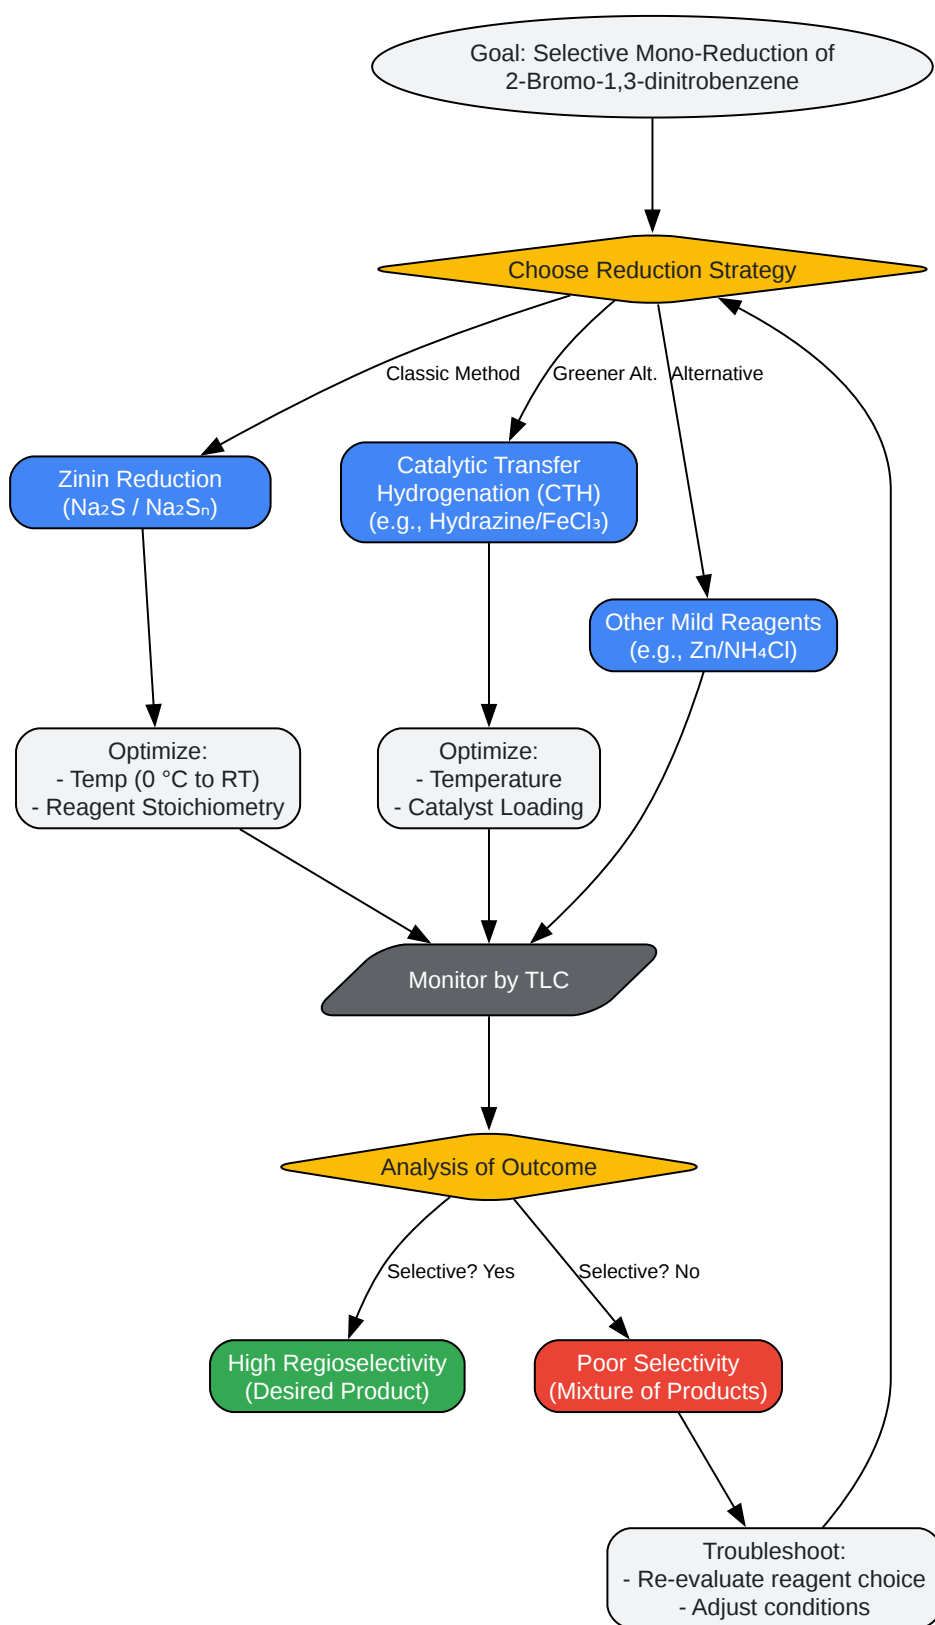 Goal: Selective Mono-Reduction of
2-Bromo-1,3-dinitrobenzene
Choose Reduction Strategy
Classic Method
Greener Alt.
Alternative
Zinin Reduction
(Na₂S / Na₂Sₙ)
Catalytic Transfer
Hydrogenation (CTH)
(e.g., Hydrazine/FeCl₃)
Other Mild Reagents
(e.g., Zn/NH₄Cl)
Optimize:
- Temp (0 °C to RT)
- Reagent Stoichiometry
Optimize:
- Temperature
- Catalyst Loading
Monitor by TLC
Analysis of Outcome
Selective? Yes
Selective? No
High Regioselectivity
(Desired Product)
Poor Selectivity
(Mixture of Products)
Troubleshoot:
- Re-evaluate reagent choice
- Adjust conditions